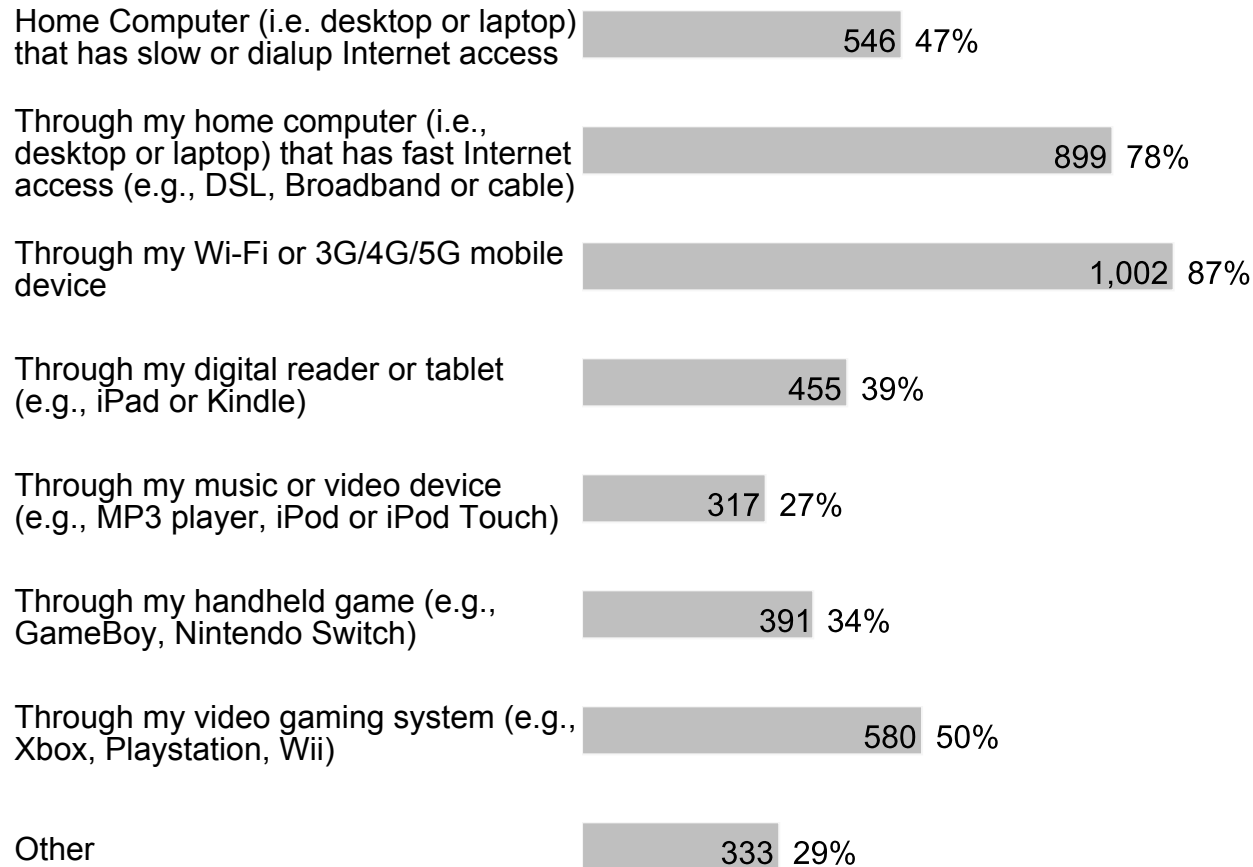 Home Computer (i.e. desktop or laptop)
that has slow or dialup Internet access
546 47%
Through my home computer (i.e.,
desktop or laptop) that has fast Internet
access (e.g., DSL, Broadband or cable)
899 78%
Through my Wi-Fi or 3G/4G/5G mobile
device
1,002 87%
Through my digital reader or tablet
(e.g., iPad or Kindle)
455 39%
Through my music or video device
(e.g., MP3 player, iPod or iPod Touch)
317 27%
Through my handheld game (e.g.,
GameBoy, Nintendo Switch)
391 34%
Through my video gaming system (e.g.,
Xbox, Playstation, Wii)
580 50%
Other
333 29%